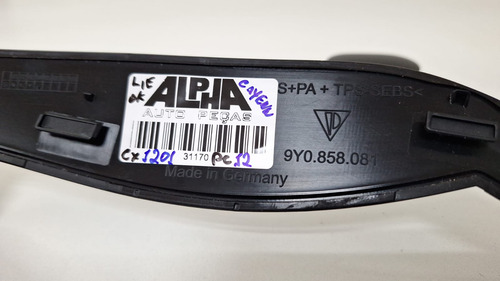 LIE
ok
ALPHA
AUTO PEÇAS
CAYENN
CX 1201
31170
PC 12
S+PA + TPS-SEBS<
9Y0.858.081
Made in Germany